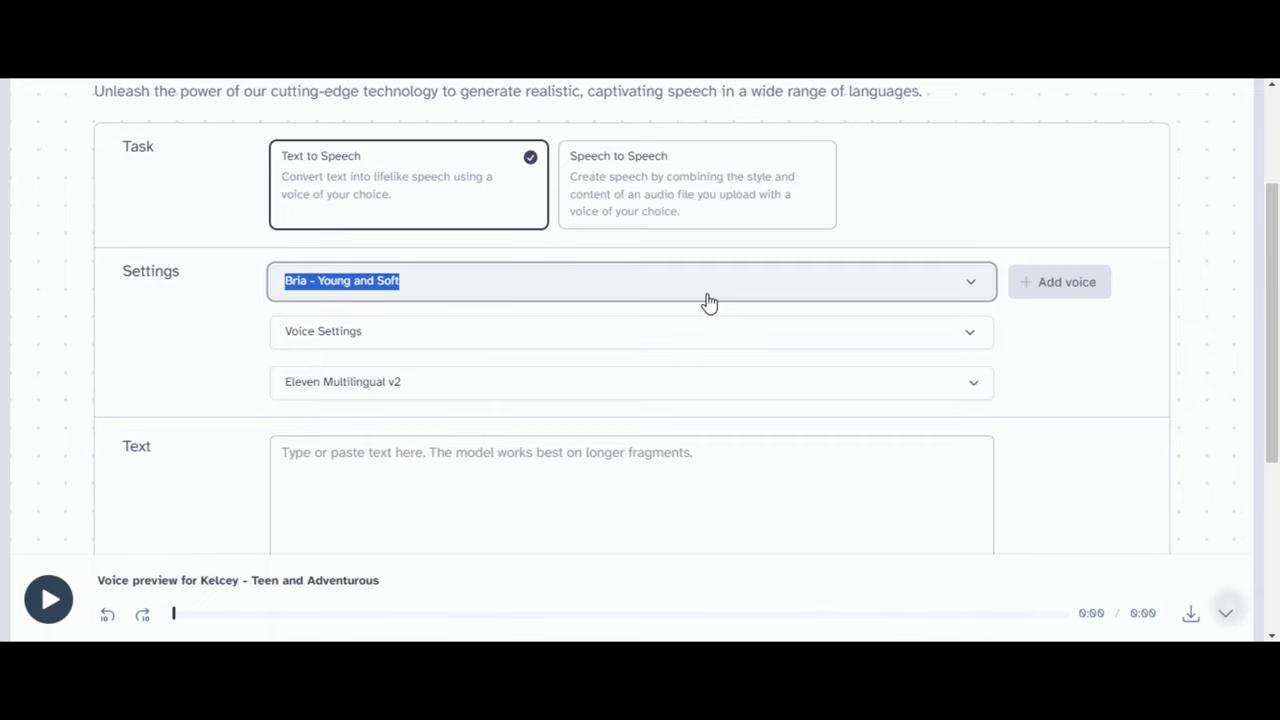 Unleash the power of our cutting-edge technology to generate realistic, captivating speech in a wide range of languages.
Task
Text to Speech
Convert text into lifelike speech using a
voice of your choice.
Speech to Speech
Create speech by combining the style and
content of an audio file you upload with a
voice of your choice.
Settings
Bria - Young and Soft
+ Add voice
Voice Settings
Eleven Multilingual v2
Text
Type or paste text here. The model works best on longer fragments.
Voice preview for Kelcey - Teen and Adventurous
10
10
0:00 / 0:00